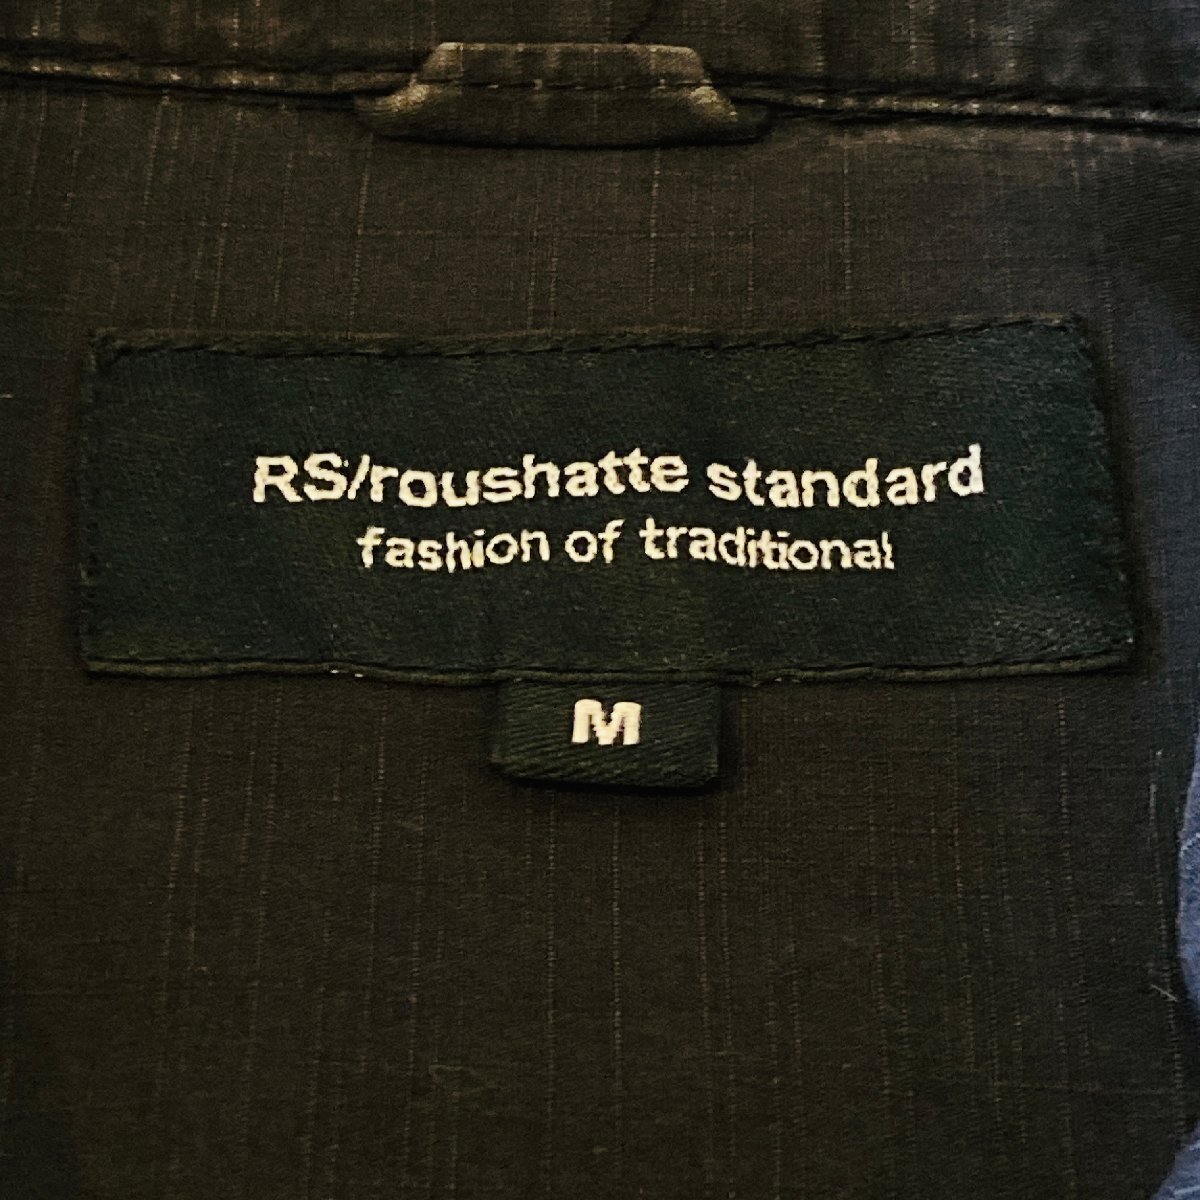 RS/roushatte standard
fashion of traditional
M